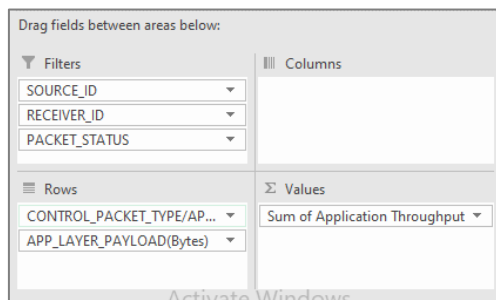 Drag fields between areas below:
Filters
Columns
SOURCE_ID
RECEIVER_ID
PACKET_STATUS
Rows
Σ Values
CONTROL_PACKET_TYPE/AP...
Sum of Application Throughput
APP_LAYER_PAYLOAD(Bytes)
Activate Windows